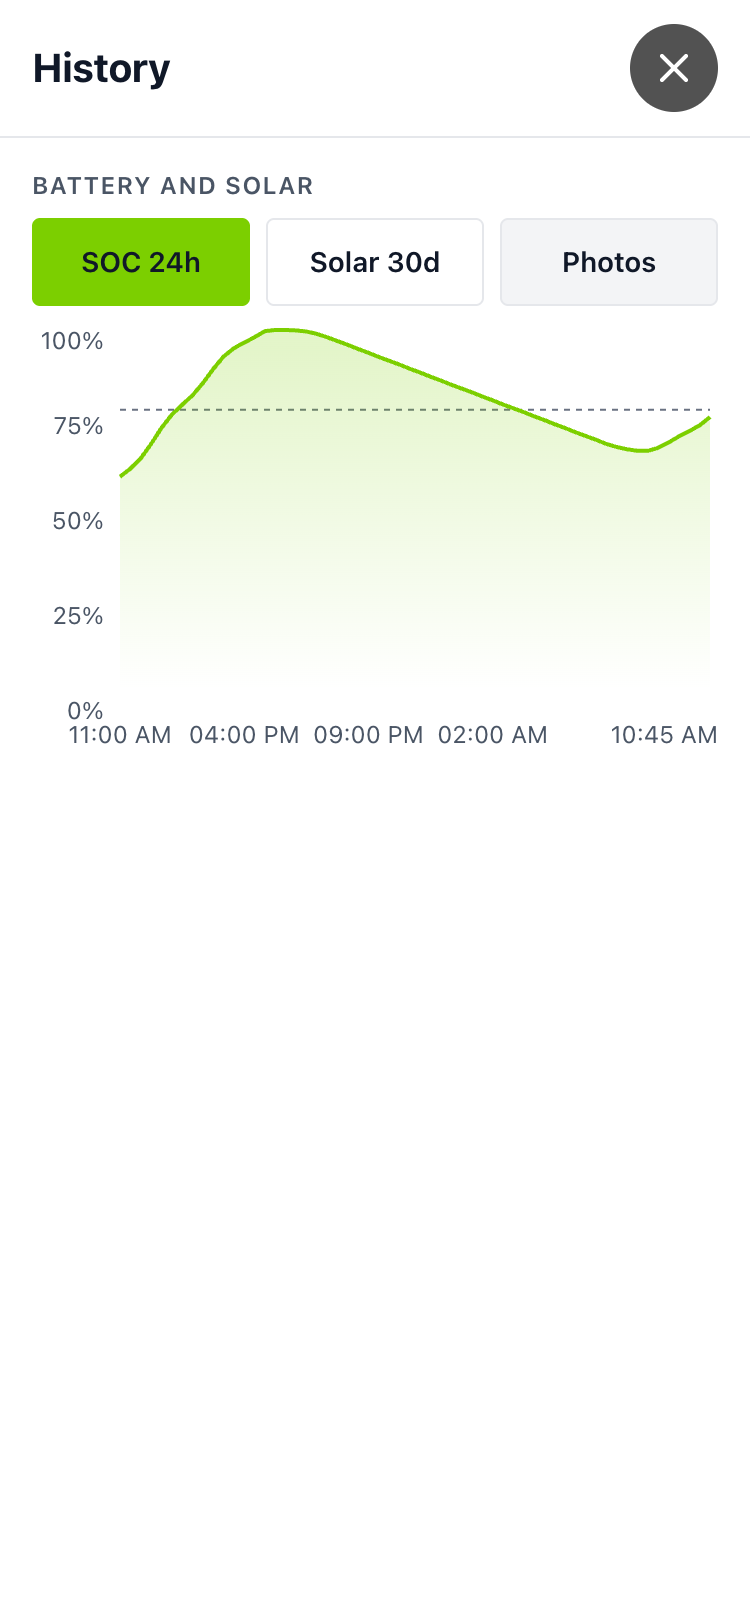 History
BATTERY AND SOLAR
SOC 24h
Solar 30d
Photos
100%
75%
50%
25%
0%
11:00 AM 04:00 PM 09:00 PM 02:00 AM 10:45 AM